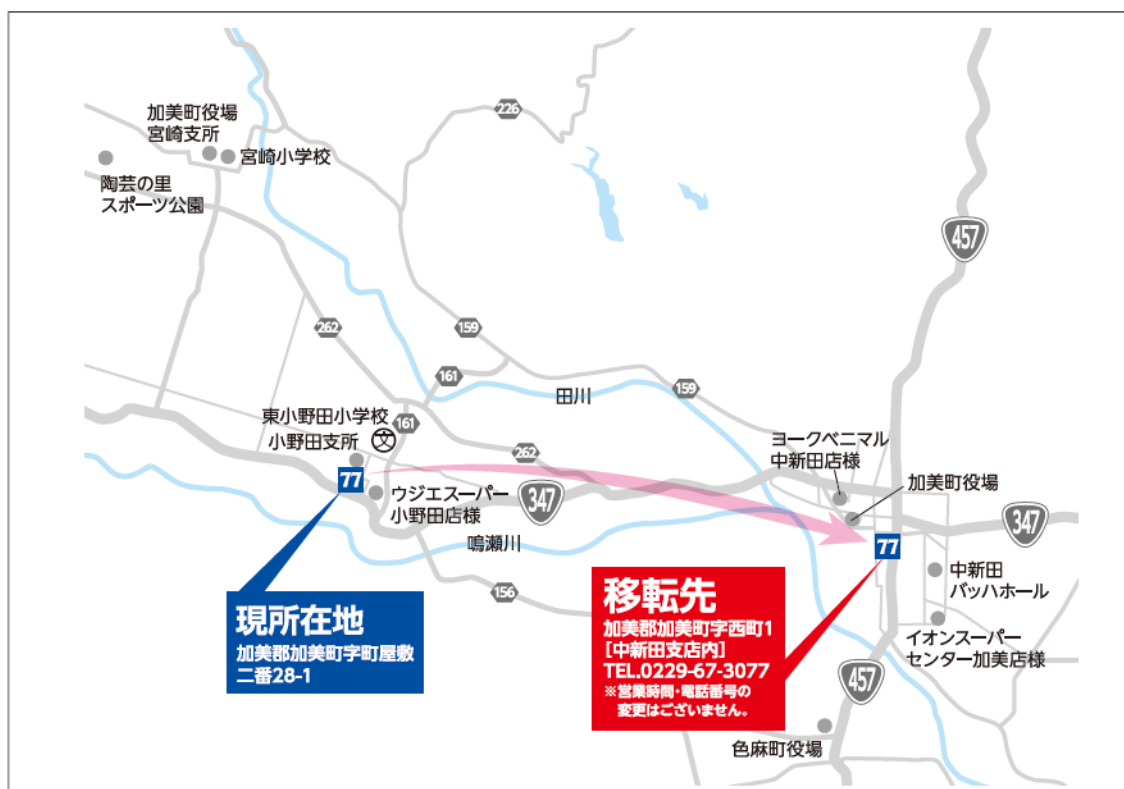 226
加美町役場
宮崎支所
宮崎小学校
陶芸の里
スポーツ公園
457
262
159
161
田川
159
東小野田小学校
161
小野田支所
文
262
ヨークベニマル
中新田店様
加美町役場
77
ウジエスーパー
小野田店様
347
347
鳴瀬川
77
中新田
バッハホール
156
現所在地
加美郡加美町字町屋敷
二番28-1
移転先
加美郡加美町字西町1
[中新田支店内]
TEL.0229-67-3077
※営業時間・電話番号の
変更はございません。
イオンスーパー
センター加美店様
457
色麻町役場